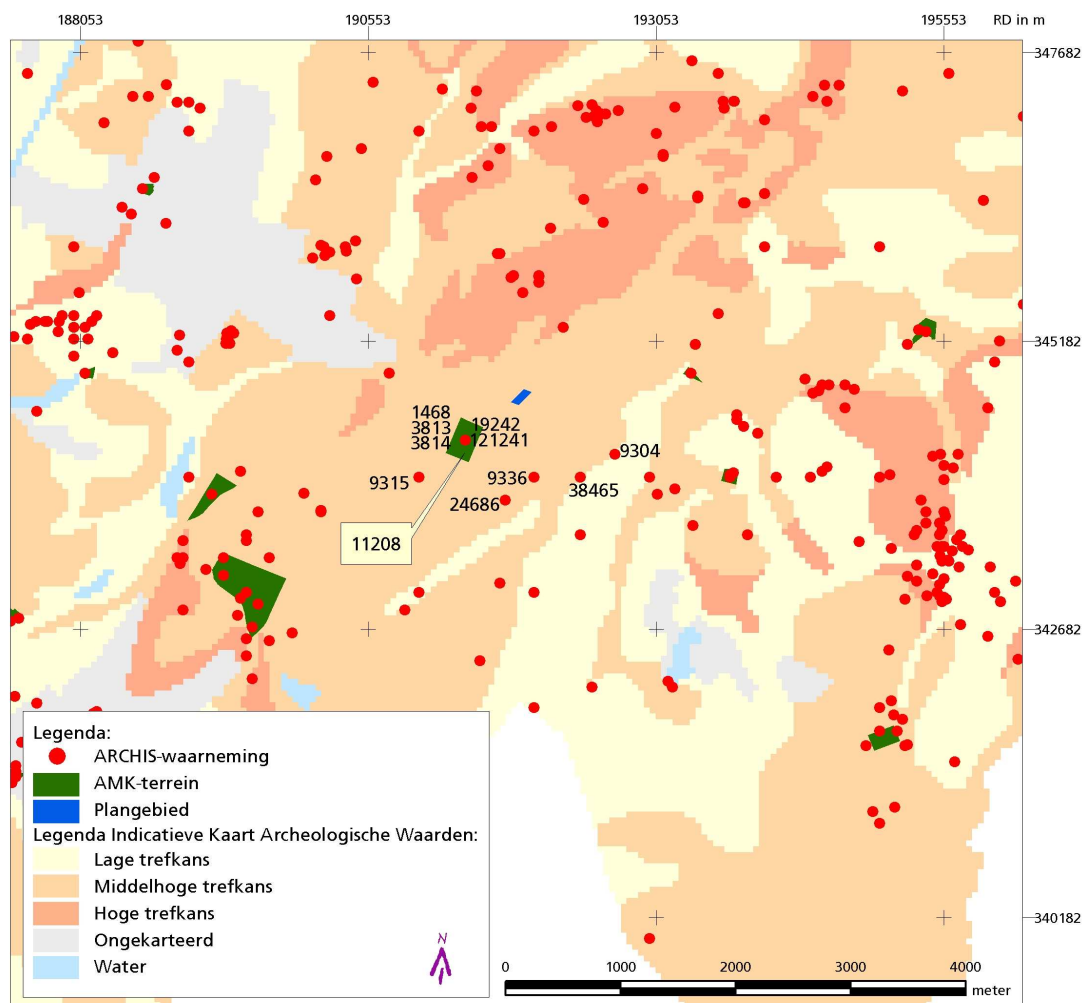 188053 190553 193053 195553 RD in m
347682
345182
1468
3813 19242
3814 121241
9304
9315 9336
38465
24686
11208
342682
Legenda:
ARCHIS-waarneming
AMK-terrein
Plangebied
Legenda Indicatieve Kaart Archeologische Waarden:
Lage trefkans
Middelhoge trefkans
Hoge trefkans
Ongekarteerd
Water
N
340182
0 1000 2000 3000 4000
meter